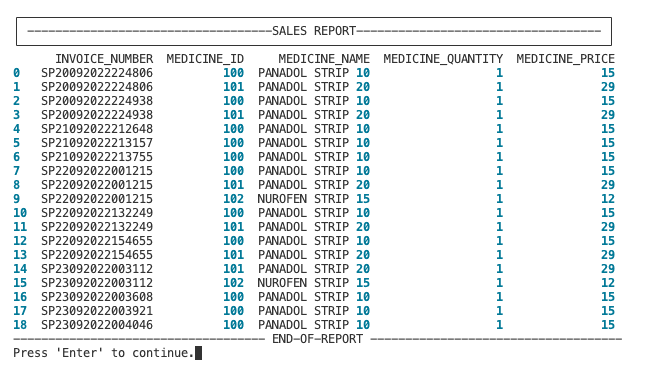 ------------------------------------SALES REPORT------------------------------------
INVOICE_NUMBER MEDICINE_ID MEDICINE_NAME MEDICINE_QUANTITY MEDICINE_PRICE
0 SP20092022224806 100 PANADOL STRIP 10 1 15
1 SP20092022224806 101 PANADOL STRIP 20 1 29
2 SP20092022224938 100 PANADOL STRIP 10 1 15
3 SP20092022224938 101 PANADOL STRIP 20 1 29
4 SP21092022212648 100 PANADOL STRIP 10 1 15
5 SP21092022213157 100 PANADOL STRIP 10 1 15
6 SP21092022213755 100 PANADOL STRIP 10 1 15
7 SP22092022001215 100 PANADOL STRIP 10 1 15
8 SP22092022001215 101 PANADOL STRIP 20 1 29
9 SP22092022001215 102 NUROFEN STRIP 15 1 12
10 SP22092022132249 100 PANADOL STRIP 10 1 15
11 SP22092022132249 101 PANADOL STRIP 20 1 29
12 SP22092022154655 100 PANADOL STRIP 10 1 15
13 SP22092022154655 101 PANADOL STRIP 20 1 29
14 SP23092022003112 101 PANADOL STRIP 20 1 29
15 SP23092022003112 102 NUROFEN STRIP 15 1 12
16 SP23092022003608 100 PANADOL STRIP 10 1 15
17 SP23092022003921 100 PANADOL STRIP 10 1 15
18 SP23092022004046 100 PANADOL STRIP 10 1 15
------------------------------------ END-OF-REPORT ------------------------------------
Press 'Enter' to continue.